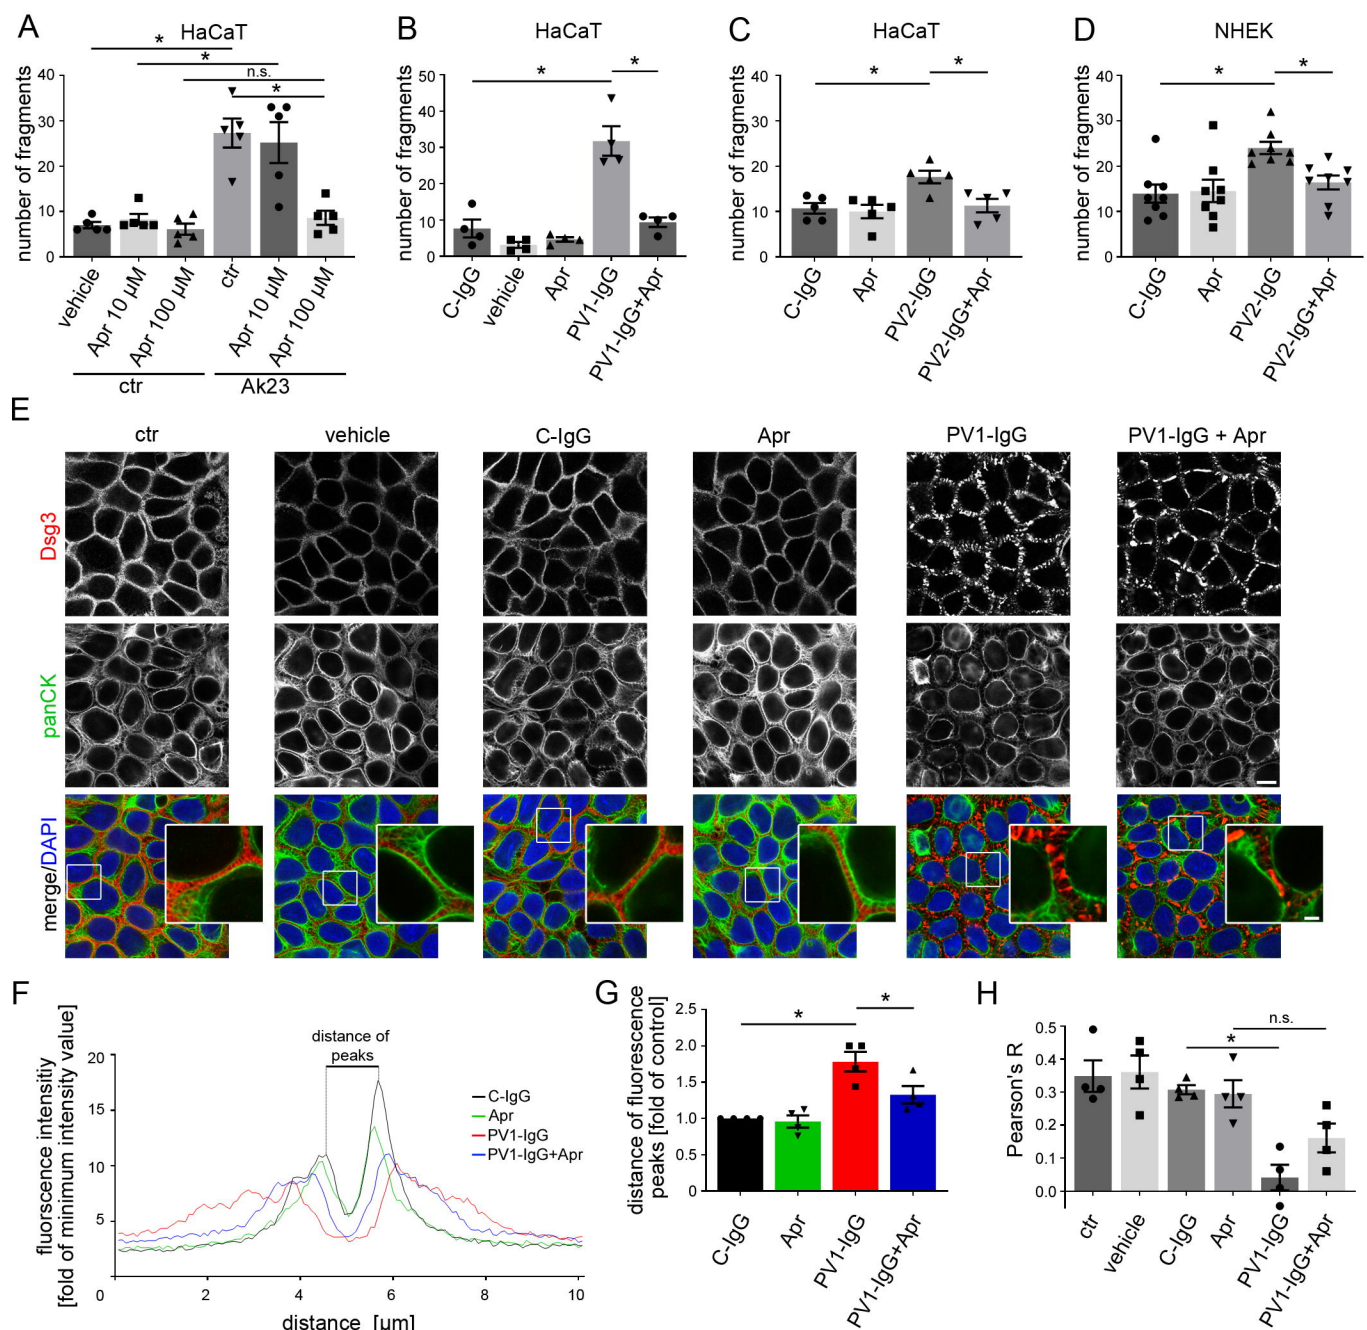 A
HaCaT
*
*
n.s.
*
number of fragments
40
30
20
10
0
vehicle
Apr 10 µM
Apr 100 µM
ctr
Apr 10 µM
Apr 100 µM
ctr
Ak23
B
HaCaT
*
*
number of fragments
50
40
30
20
10
0
C-IgG
vehicle
Apr
PV1-IgG
PV1-IgG+Apr
C
HaCaT
*
*
number of fragments
40
30
20
10
0
C-IgG
Apr
PV2-IgG
PV2-IgG+Apr
D
NHEK
*
*
number of fragments
40
30
20
10
0
C-IgG
Apr
PV2-IgG
PV2-IgG+Apr
E
ctr
vehicle
C-IgG
Apr
PV1-IgG
PV1-IgG + Apr
Dsg3
panCK
merge/DAPI
F
fluorescence intensitiy
[fold of minimum intensity value]
20
15
10
5
0
2
4
6
8
10
distance [µm]
distance of
peaks
C-IgG
Apr
PV1-IgG
PV1-IgG+Apr
G
*
*
distance of fluorescence
peaks [fold of control]
2.5
2.0
1.5
1.0
0.5
0.0
C-IgG
Apr
PV1-IgG
PV1-IgG+Apr
H
n.s.
*
Pearson's R
0.5
0.4
0.3
0.2
0.1
0.0
ctr
vehicle
C-IgG
Apr
PV1-IgG
PV1-IgG+Apr